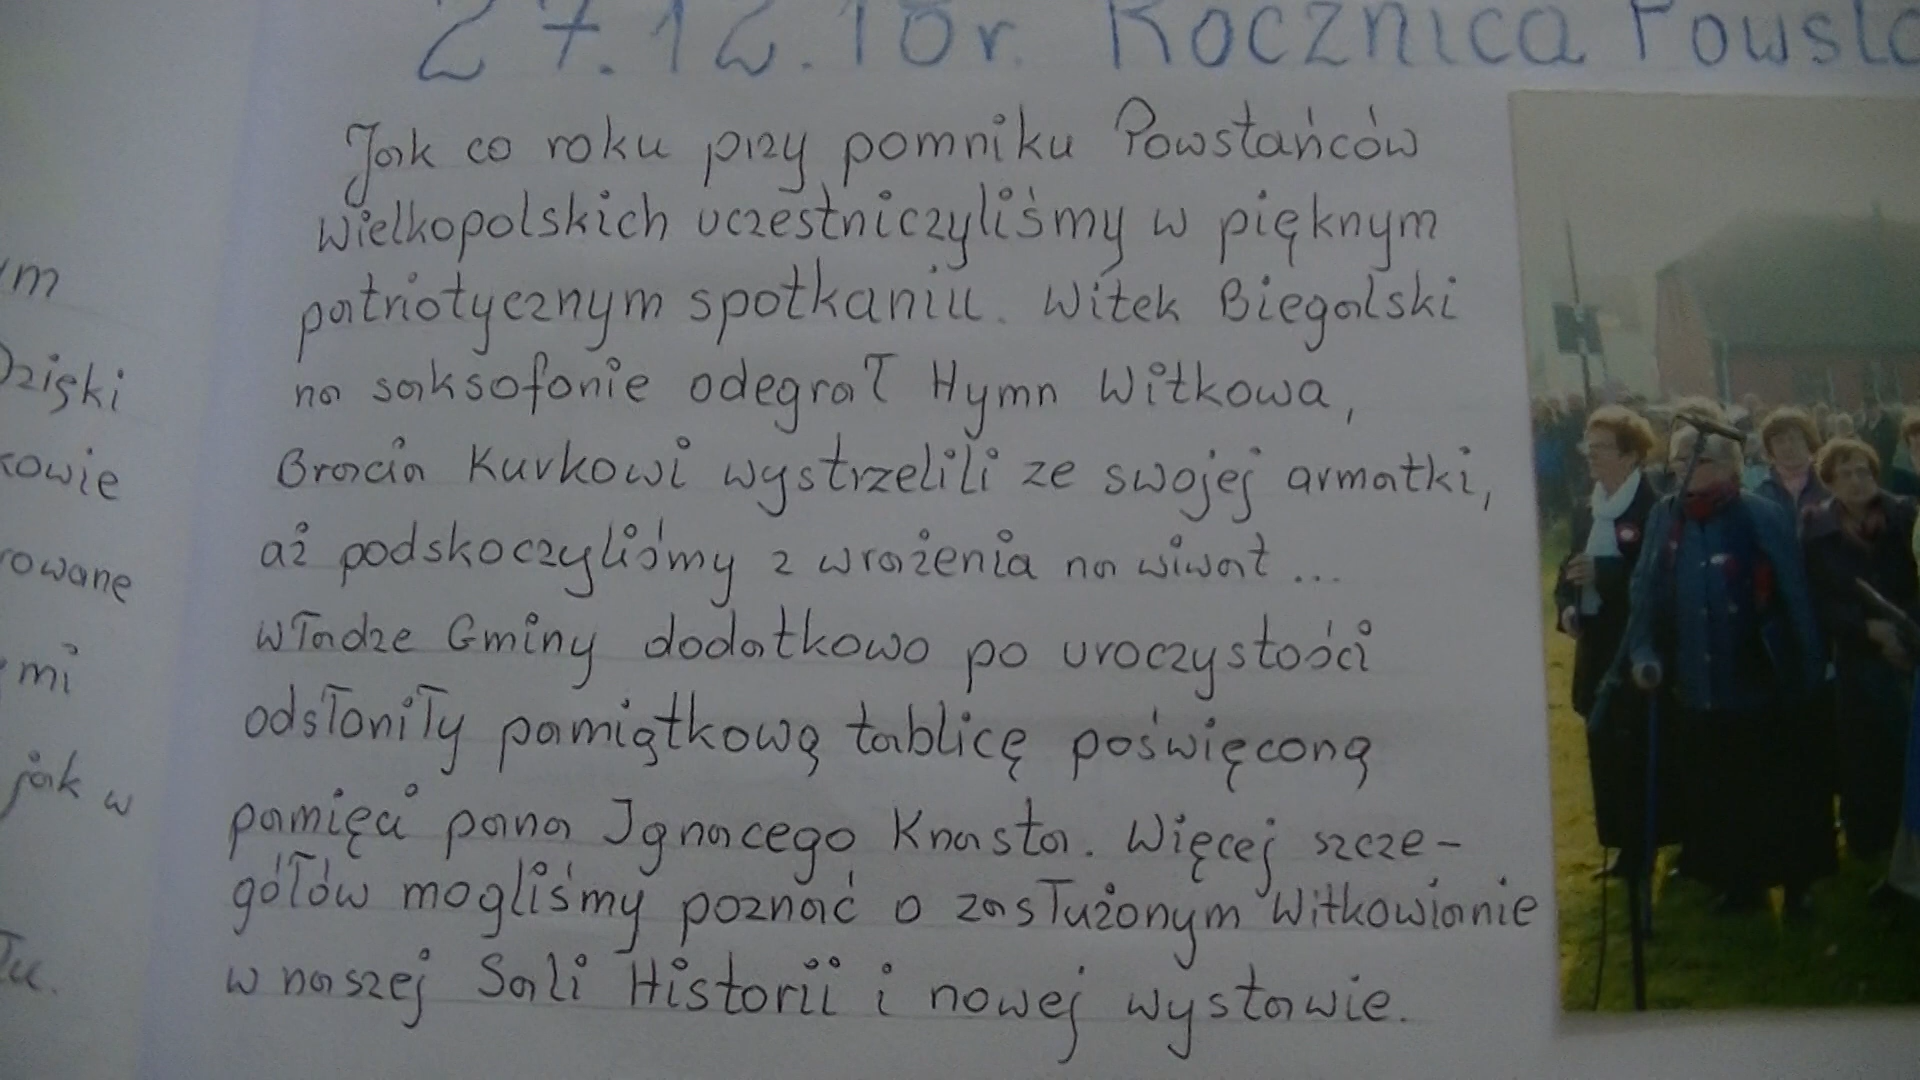 27.12.18r. Rocznica Powsta
Jak co roku przy pomniku Powstańców
Wielkopolskich uczestniczyliśmy w pięknym
patriotycznym spotkaniu. Witek Biegalski
na saksofonie odegrał Hymn Witkowa,
Bracia Kurkowi wystrzelili ze swojej armatki,
aż podskoczyliśmy z wrażenia na wiwat...
Władze Gminy dodatkowo po uroczystości
odsłoniły pamiątkową tablicę poświęconą
pamięci pana Ignacego Knasta. Więcej szcze-
gółów mogliśmy poznać o zasłużonym Witkowianie
w naszej Sali Historii i nowej wystawie.
ym
Dzięki
kowie
rowane
mi
jak w
łu.